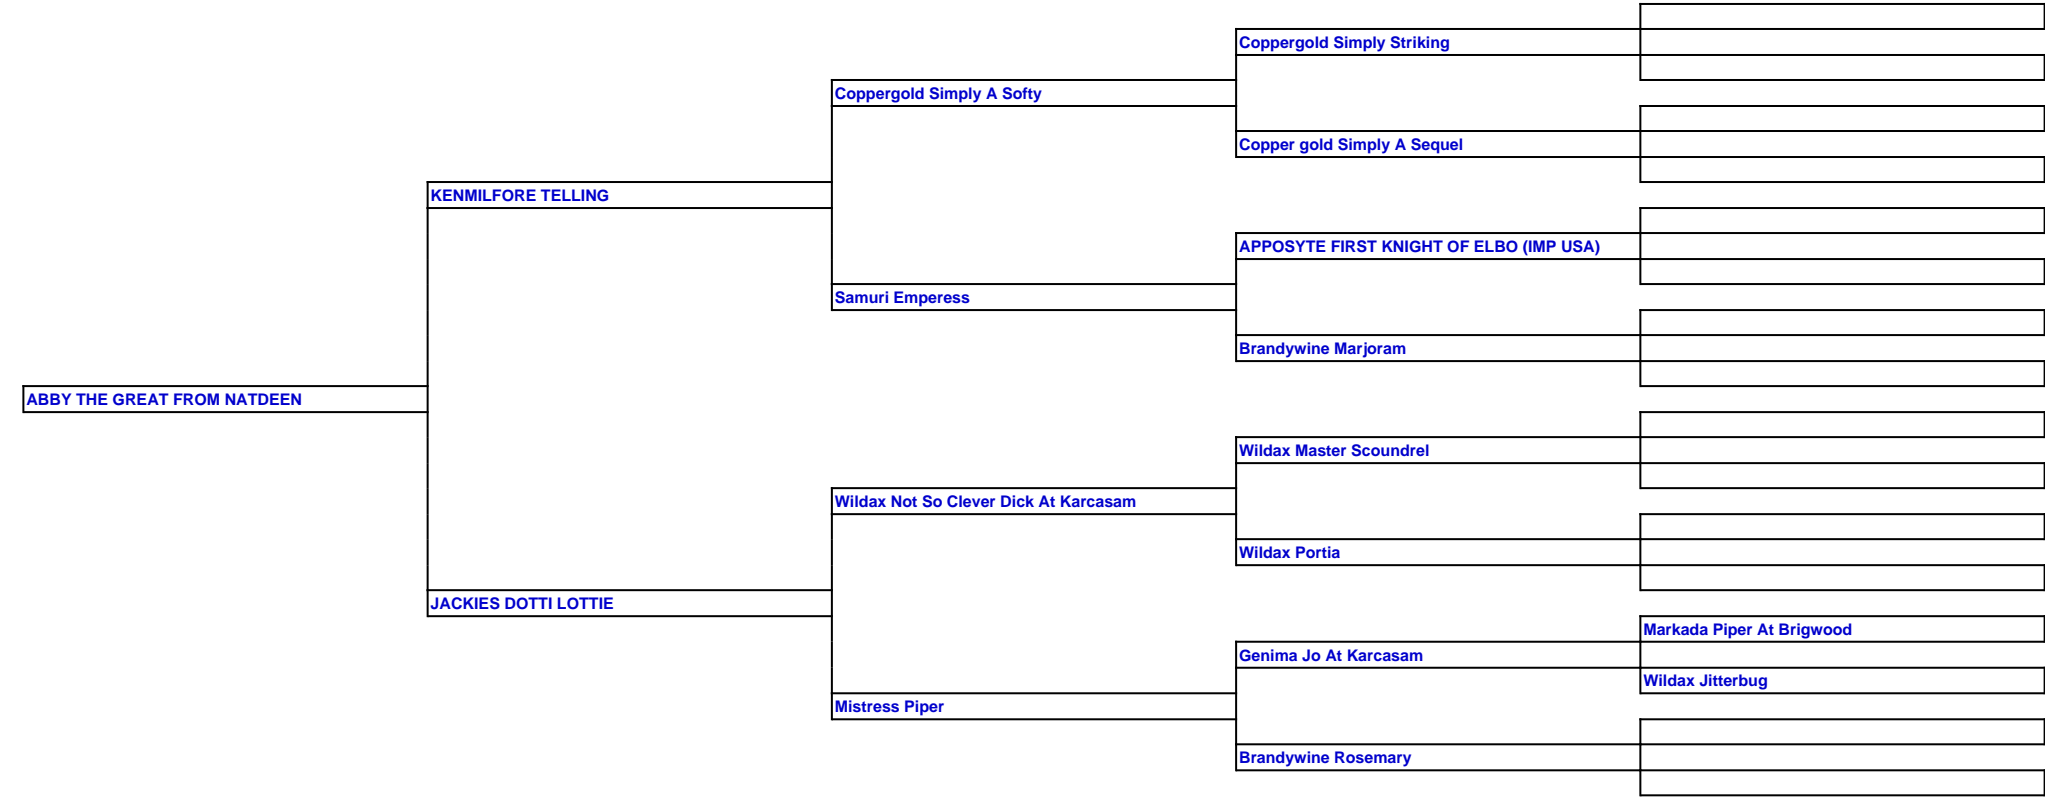 Coppergold Simply Striking
Coppergold Simply A Softy
Copper gold Simply A Sequel
KENMILFORE TELLING
APPOSYTE FIRST KNIGHT OF ELBO (IMP USA)
Samuri Emperess
Brandywine Marjoram
ABBY THE GREAT FROM NATDEEN
Wildax Master Scoundrel
Wildax Not So Clever Dick At Karcasam
Wildax Portia
JACKIES DOTTI LOTTIE
Markada Piper At Brigwood
Genima Jo At Karcasam
Wildax Jitterbug
Mistress Piper
Brandywine Rosemary